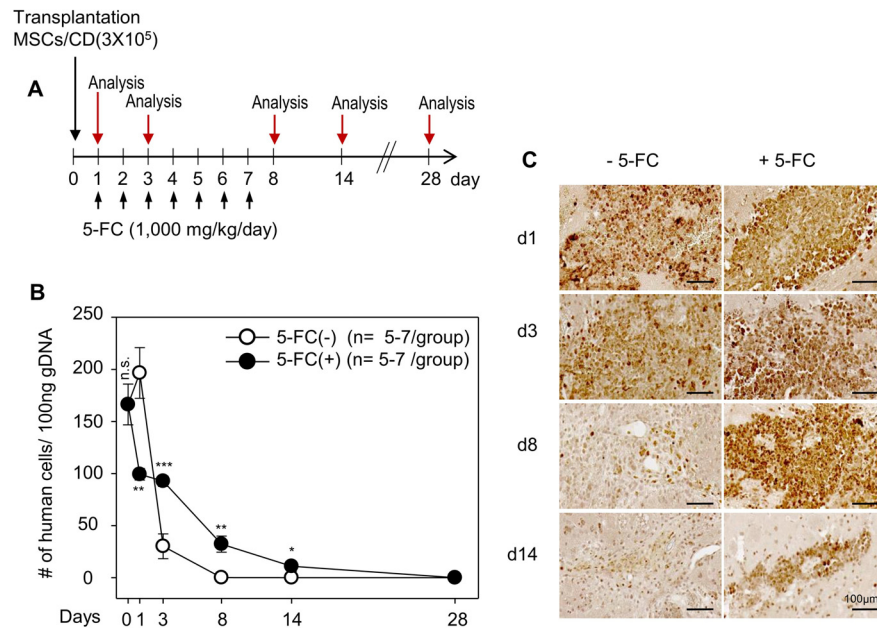 Transplantation
MSCs/CD(3X10⁵)
A
Analysis
Analysis
Analysis
Analysis
Analysis
0 1 2 3 4 5 6 7 8 14 28 day
5-FC (1,000 mg/kg/day)
B
# of human cells/ 100ng gDNA
250
200
150
100
50
0
n.s.
5-FC(-) (n= 5-7/group)
5-FC(+) (n= 5-7 /group)
**
***
**
*
Days 0 1 3 8 14 28
C
- 5-FC + 5-FC
d1
d3
d8
d14
100μm